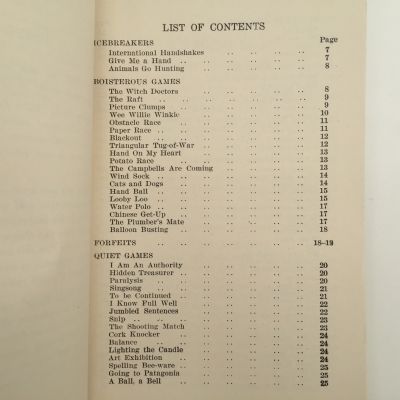 LIST OF CONTENTS
Page
ICEBREAKERS
International Handshakes .. .. .. .. 7
Give Me a Hand .. .. .. .. .. 7
Animals Go Hunting .. .. .. .. 8
BOISTEROUS GAMES
The Witch Doctors .. .. .. .. 8
The Raft .. .. .. .. .. .. 9
Picture Clumps .. .. .. .. .. 9
Wee Willie Winkie .. .. .. .. 10
Obstacle Race .. .. .. .. .. 11
Paper Race .. .. .. .. .. 11
Blackout .. .. .. .. .. 12
Triangular Tug-of-War .. .. .. .. 12
Hand On My Heart .. .. .. .. 13
Potato Race .. .. .. .. .. 13
The Campbells Are Coming .. .. .. .. 13
Wind Sock .. .. .. .. .. 14
Cats and Dogs .. .. .. .. .. 14
Hand Ball .. .. .. .. .. 15
Looby Loo .. .. .. .. .. 15
Water Polo .. .. .. .. .. 17
Chinese Get-Up .. .. .. .. .. 17
The Plumber's Mate .. .. .. .. 17
Balloon Busting .. .. .. .. .. 18
FORFEITS .. .. .. .. .. 18-19
QUIET GAMES
I Am An Authority .. .. .. .. 20
Hidden Treasurer .. .. .. .. .. 20
Paralysis .. .. .. .. .. 20
Singsong .. .. .. .. .. 21
To be Continued .. .. .. .. .. 21
I Know Full Well .. .. .. .. 22
Jumbled Sentences .. .. .. .. 22
Snip .. .. .. .. .. .. 23
The Shooting Match .. .. .. .. 23
Cork Knocker .. .. .. .. .. 24
Balance .. .. .. .. .. 24
Lighting the Candle .. .. .. .. 24
Art Exhibition .. .. .. .. .. 24
Spelling Bee-ware .. .. .. .. .. 25
Going to Patagonia .. .. .. .. 25
A Ball, a Bell .. .. .. .. .. 25